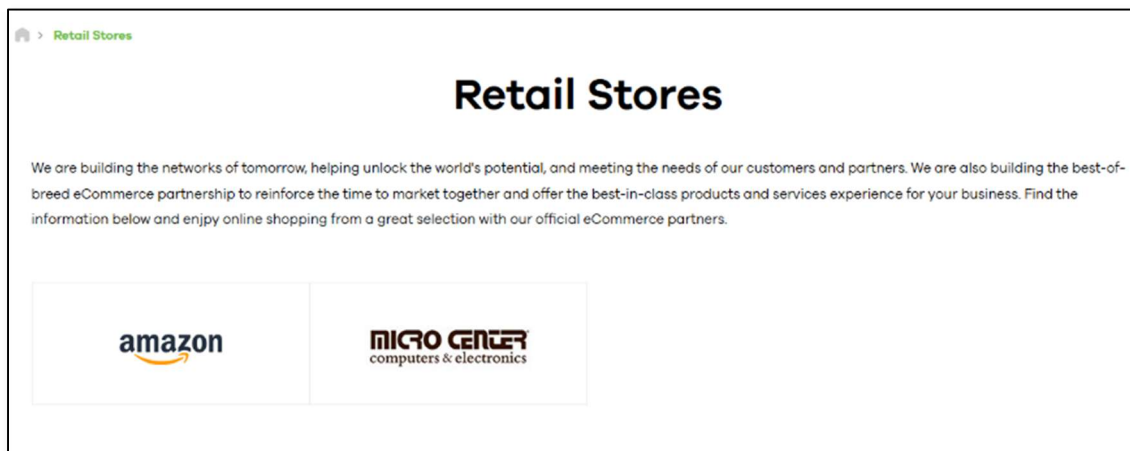 > Retail Stores
Retail Stores
We are building the networks of tomorrow, helping unlock the world's potential, and meeting the needs of our customers and partners. We are also building the best-of-
breed eCommerce partnership to reinforce the time to market together and offer the best-in-class products and services experience for your business. Find the
information below and enjpy online shopping from a great selection with our official eCommerce partners.
amazon
MICRO CENTER
computers & electronics